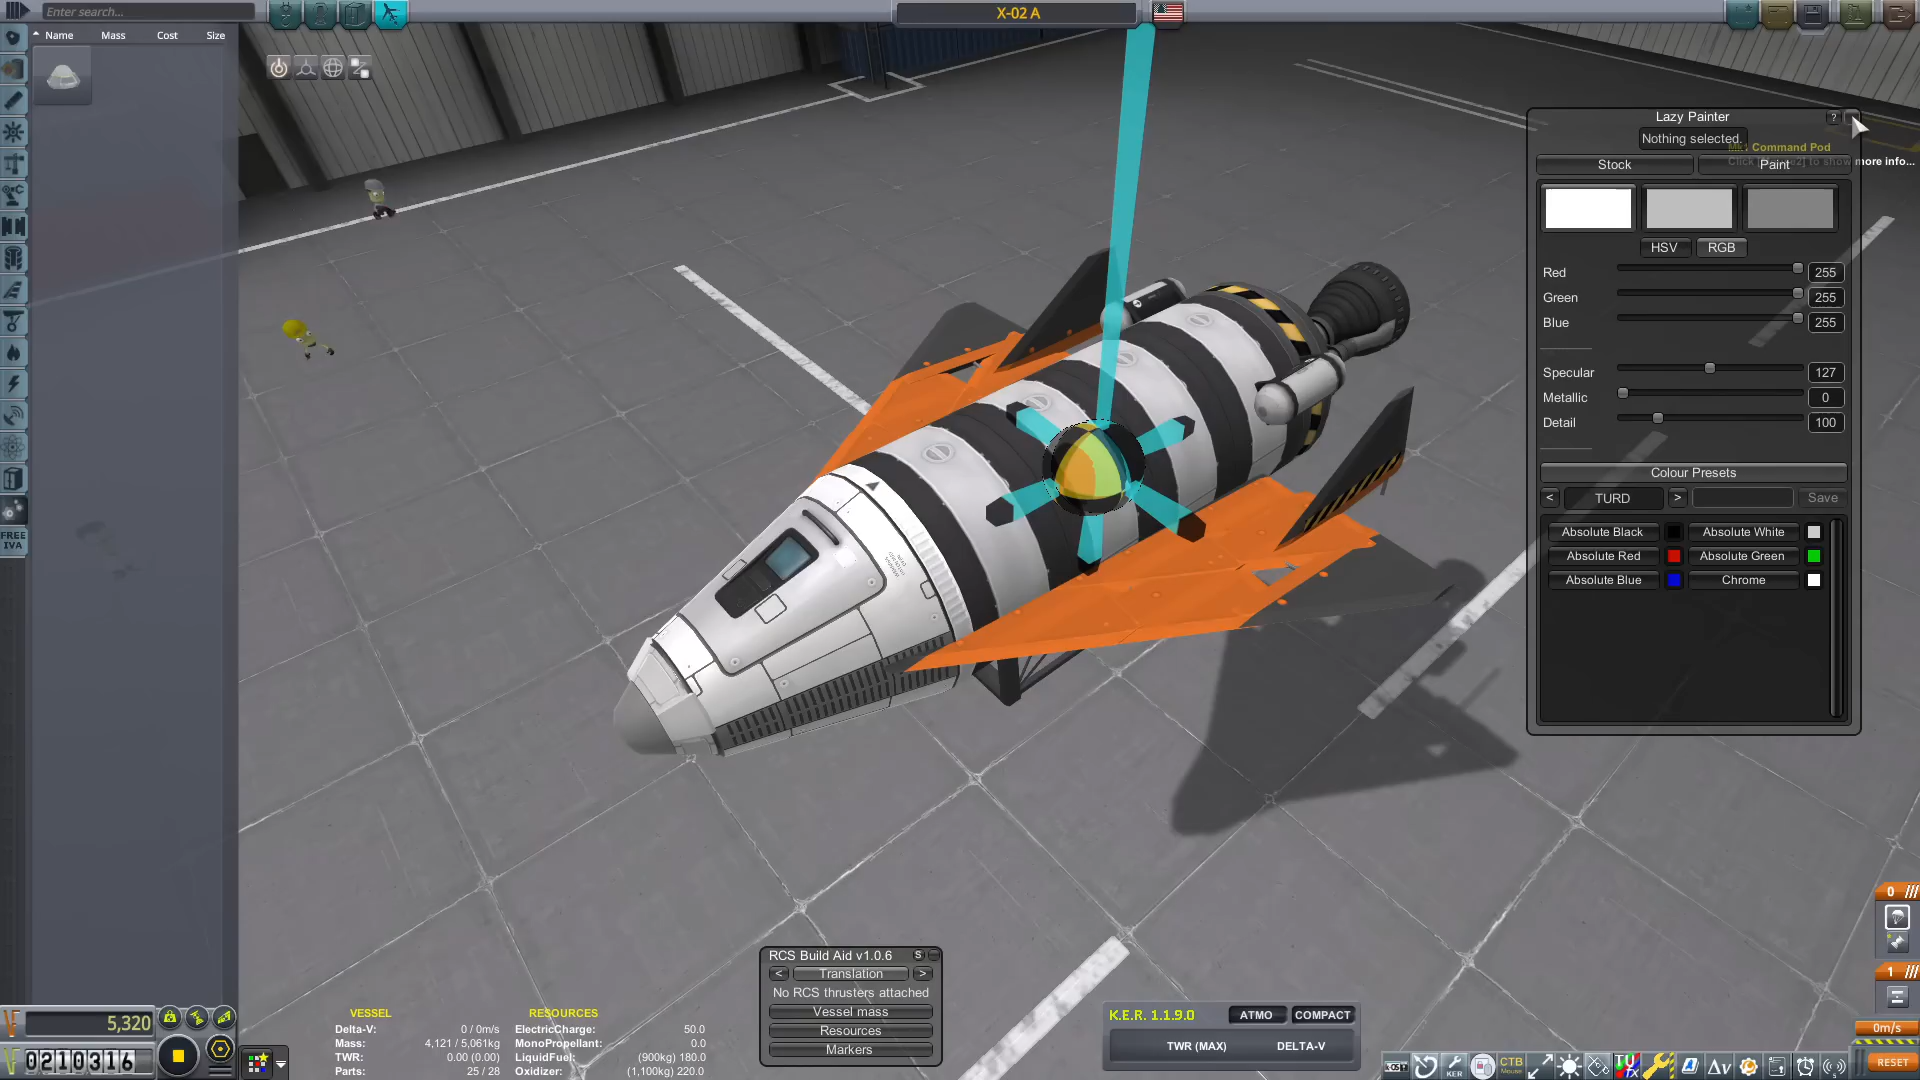 Enter search...
X-02 A
Name Mass Cost Size
FREE
IVA
Lazy Painter
?
Nothing selected.
Command Pod
to show more info...
Stock Paint
HSV RGB
Red 255
Green 255
Blue 255
Specular 127
Metallic 0
Detail 100
Colour Presets
< TURD > Save
Absolute Black Absolute White
Absolute Red Absolute Green
Absolute Blue Chrome
RCS Build Aid v1.0.6 S
< Translation >
No RCS thrusters attached
Vessel mass
Resources
Markers
5,320
0210316
VESSEL
Delta-V: 0 / 0m/s
Mass: 4,121 / 5,061kg
TWR: 0.00 (0.00)
Parts: 25 / 28
RESOURCES
ElectricCharge: 50.0
MonoPropellant: 0.0
LiquidFuel: (900kg) 180.0
Oxidizer: (1,100kg) 220.0
K.E.R. 1.1.9.0 ATMO COMPACT
TWR (MAX) DELTA-V
0
1
0m/s
RESET
KER
CTB
Δv